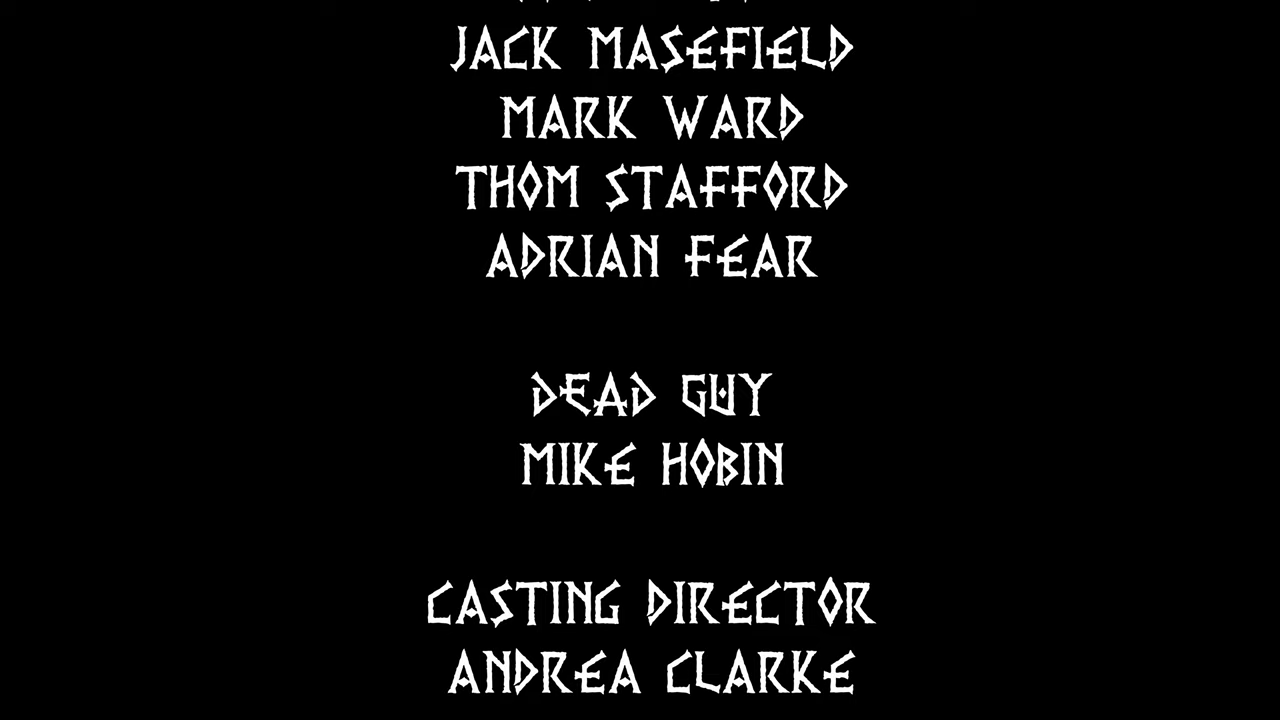 JACK MASEFIELD
MARK WARD
THOM STAFFORD
ADRIAN FEAR
DEAD GUY
MIKE HOBIN
CASTING DIRECTOR
ANDREA CLARKE